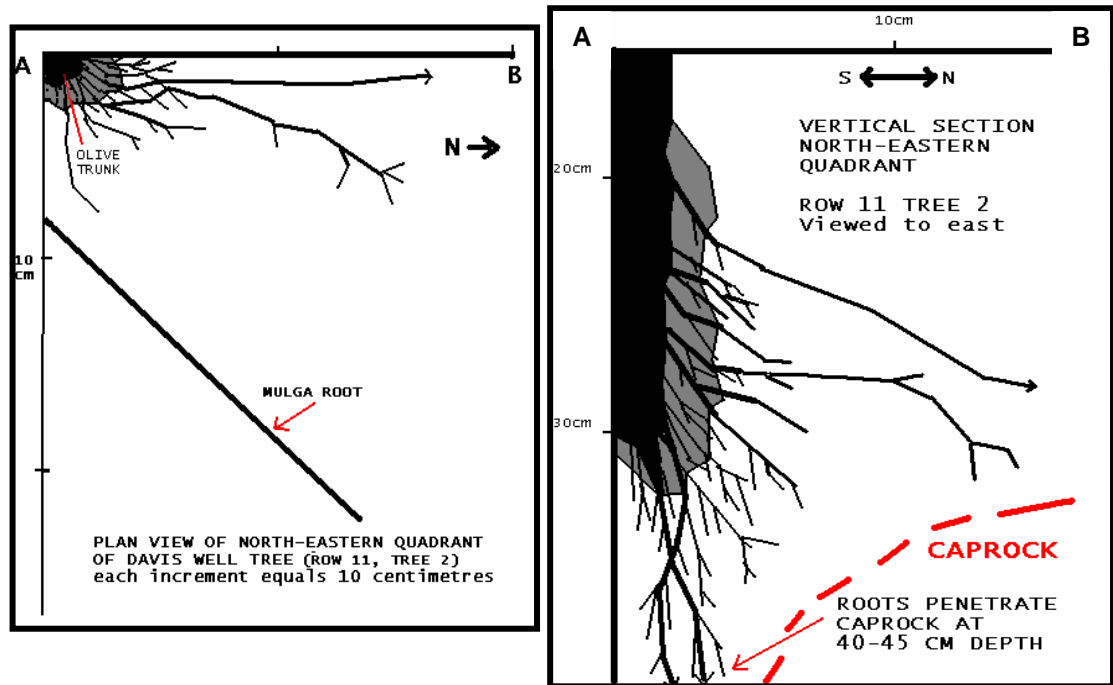 A
B
OLIVE
TRUNK
N
10
cm
MULGA ROOT
PLAN VIEW OF NORTH-EASTERN QUADRANT
OF DAVIS WELL TREE (ROW 11, TREE 2)
each increment equals 10 centimetres
10cm
A
B
S
N
VERTICAL SECTION
NORTH-EASTERN
QUADRANT
ROW 11 TREE 2
Viewed to east
20cm
30cm
CAPROCK
ROOTS PENETRATE
CAPROCK AT
40-45 CM DEPTH